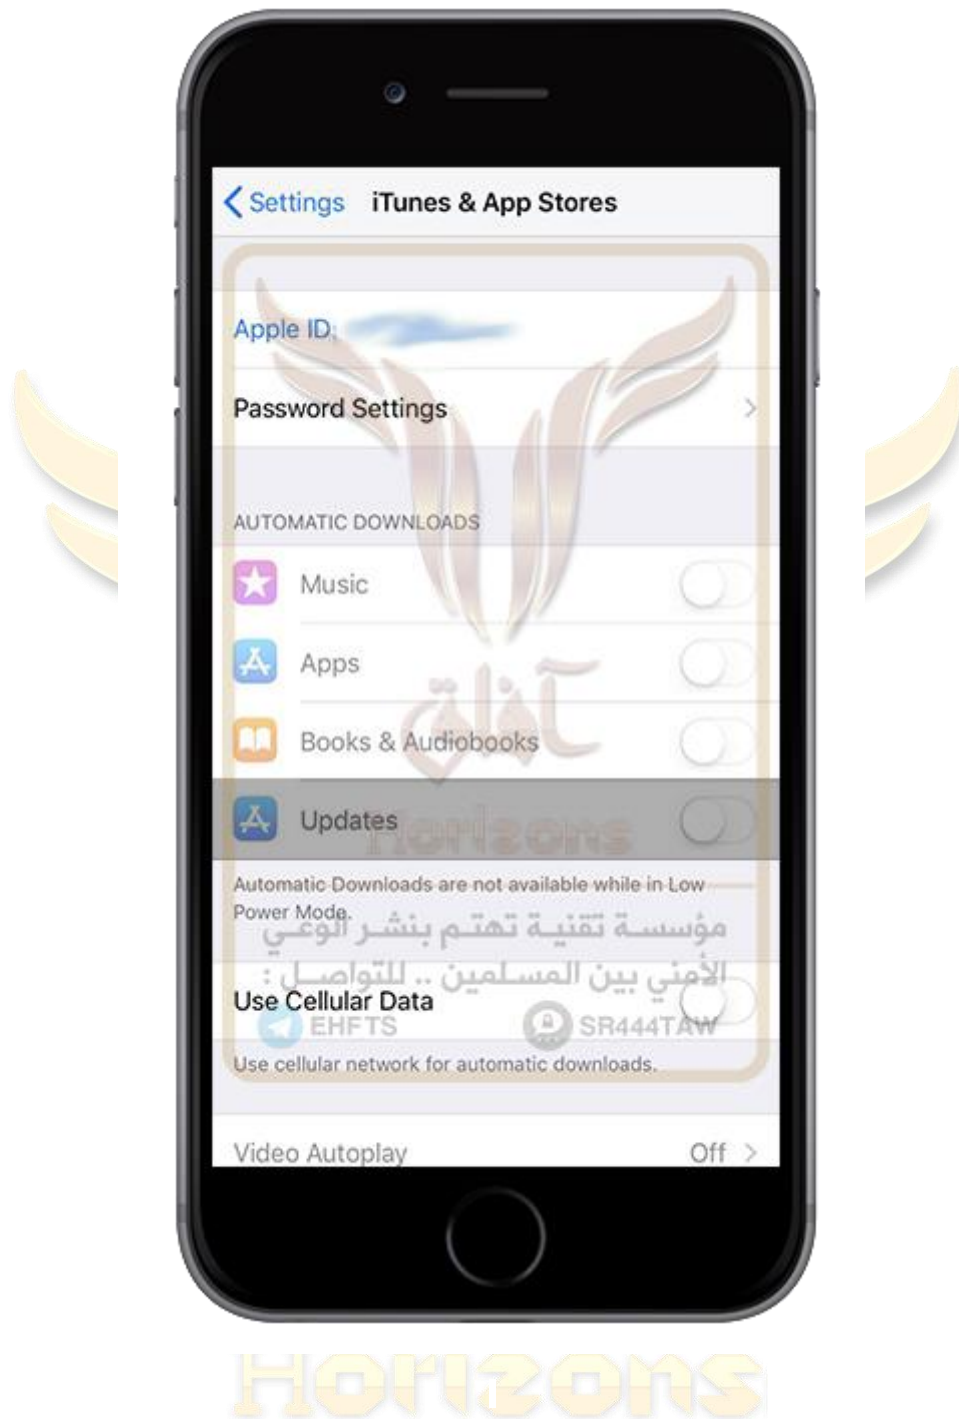 Settings
iTunes & App Stores
Apple ID:
Password Settings
AUTOMATIC DOWNLOADS
Music
Apps
Books & Audiobooks
آفاق
Updates
Horizons
Automatic Downloads are not available while in Low
Power Mode.
مؤسسة تقنية تهتم بنشر الوعي
الأمني بين المسلمين .. للتواصل :
Use Cellular Data
EHFTS
SR444TAW
Use cellular network for automatic downloads.
Video Autoplay
Off
Horizons